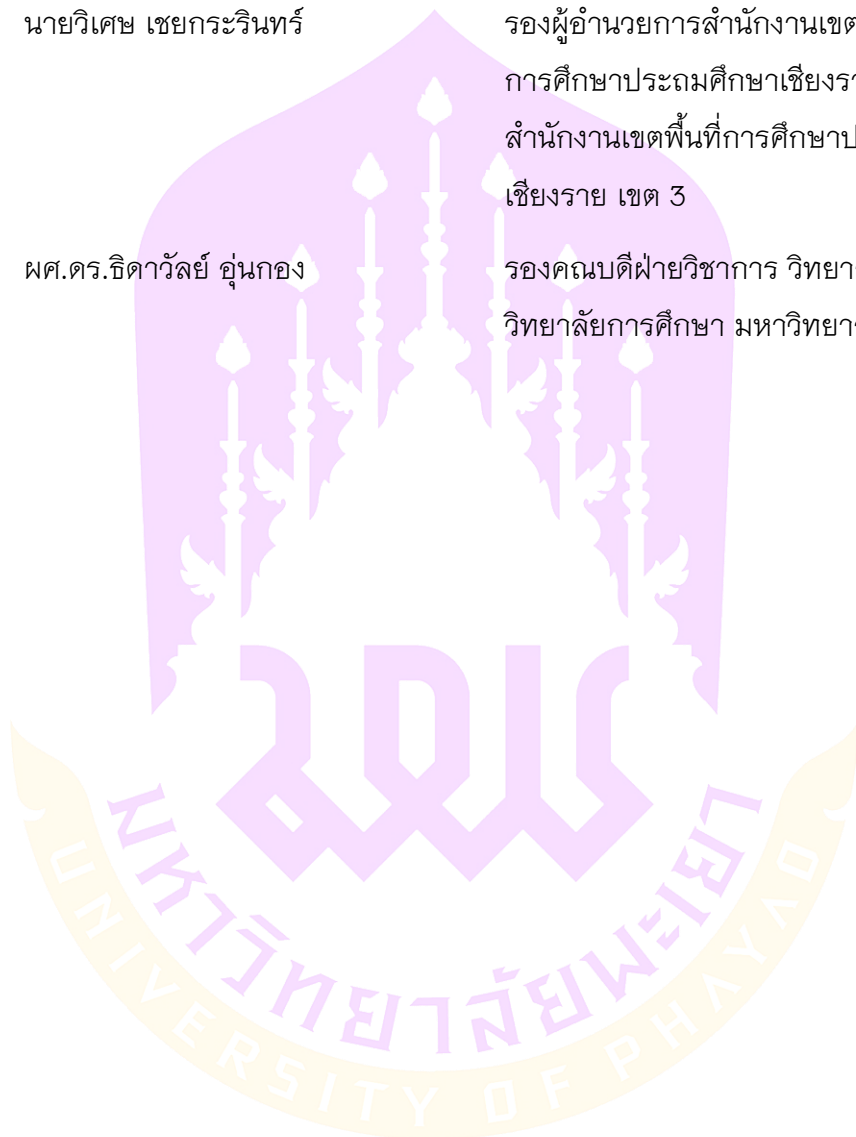 นายวิเศษ เชยกระรินทร์ รองผู้อำนวยการสำนักงานเขต
การศึกษาประถมศึกษาเชียงรา
สำนักงานเขตพื้นที่การศึกษาป
เชียงราย เขต 3
ผศ.ดร.ธิดาวัลย์ อุ่นกอง รองคณบดีฝ่ายวิชาการ วิทยา
วิทยาลัยการศึกษา มหาวิทยา
มหาวิทยาลัยพะเยา
UNIVERSITY OF PHAYAO